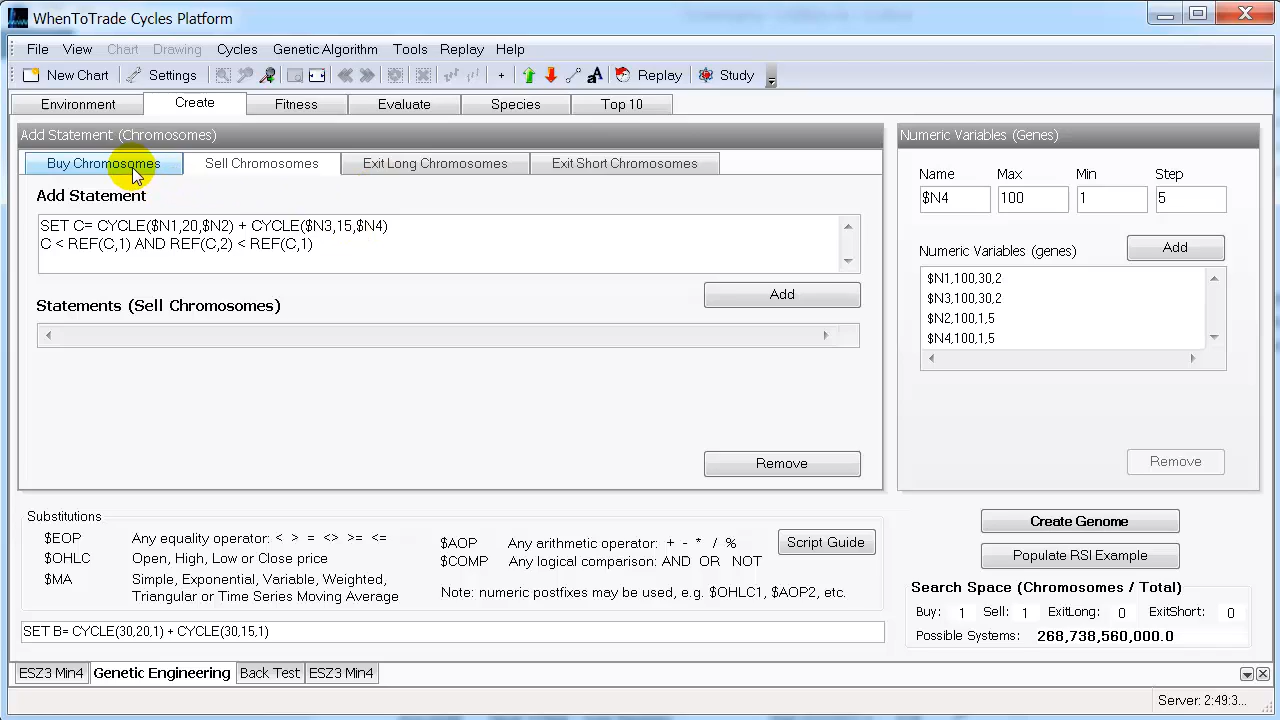 WhenToTrade Cycles Platform
File View Chart Drawing Cycles Genetic Algorithm Tools Replay Help
New Chart Settings + A Replay Study
Environment Create Fitness Evaluate Species Top 10
Add Statement (Chromosomes)
Buy Chromosomes Sell Chromosomes Exit Long Chromosomes Exit Short Chromosomes
Add Statement
SET C= CYCLE($N1,20,$N2) + CYCLE($N3,15,$N4)
C < REF(C,1) AND REF(C,2) < REF(C,1)
Add
Statements (Sell Chromosomes)
Remove
Numeric Variables (Genes)
Name Max Min Step
$N4 100 1 5
Add
Numeric Variables (genes)
$N1,100,30,2
$N3,100,30,2
$N2,100,1,5
$N4,100,1,5
Remove
Substitutions
$EOP Any equality operator: < > = <> >= <=
$OHLC Open, High, Low or Close price
$MA Simple, Exponential, Variable, Weighted,
Triangular or Time Series Moving Average
$AOP Any arithmetic operator: + - * / %
$COMP Any logical comparison: AND OR NOT
Note: numeric postfixes may be used, e.g. $OHLC1, $AOP2, etc.
Script Guide
SET B= CYCLE(30,20,1) + CYCLE(30,15,1)
Create Genome
Populate RSI Example
Search Space (Chromosomes / Total)
Buy: 1 Sell: 1 ExitLong: 0 ExitShort: 0
Possible Systems: 268,738,560,000.0
ESZ3 Min4 Genetic Engineering Back Test ESZ3 Min4
Server: 2:49:3...